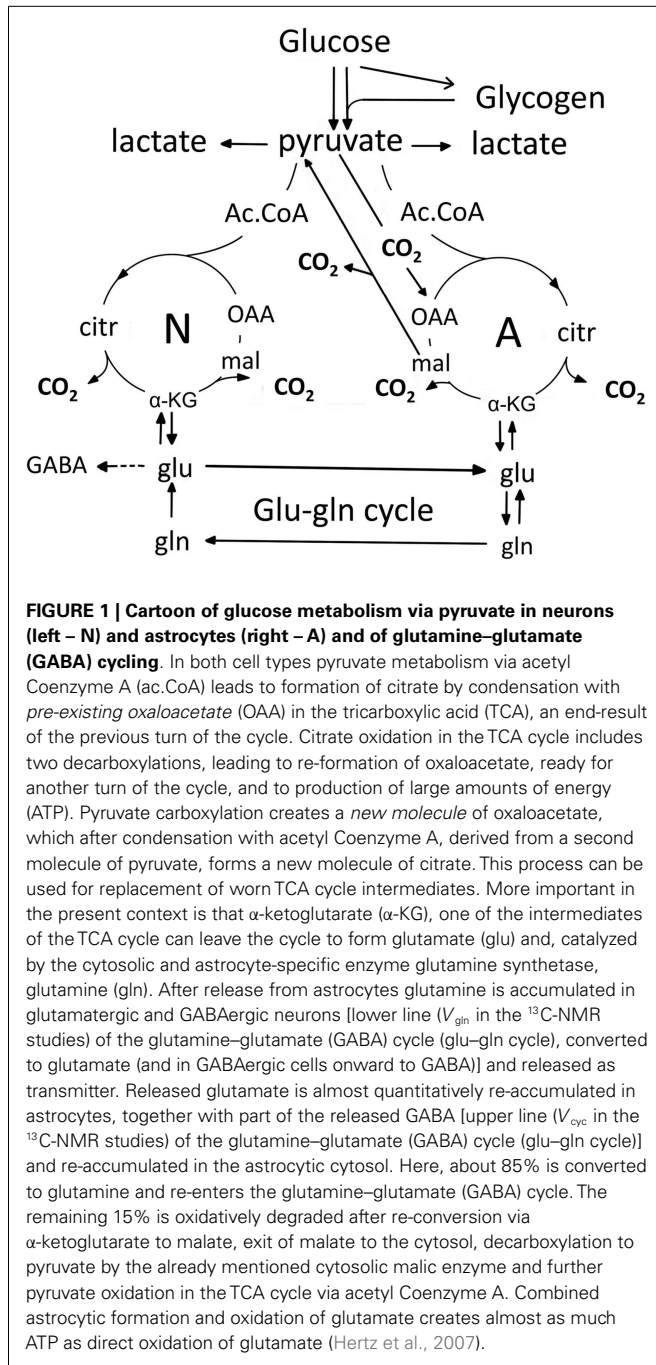 Glucose
Glycogen
lactate
pyruvate
lactate
Ac.CoA
Ac.CoA
CO2
CO2
citr
N
OAA
mal
OAA
A
citr
mal
CO2
α-KG
CO2
CO2
α-KG
CO2
GABA
glu
glu
Glu-gln cycle
gln
gln
FIGURE 1 | Cartoon of glucose metabolism via pyruvate in neurons
(left – N) and astrocytes (right – A) and of glutamine–glutamate
(GABA) cycling. In both cell types pyruvate metabolism via acetyl
Coenzyme A (ac.CoA) leads to formation of citrate by condensation with
pre-existing oxaloacetate (OAA) in the tricarboxylic acid (TCA), an end-result
of the previous turn of the cycle. Citrate oxidation in the TCA cycle includes
two decarboxylations, leading to re-formation of oxaloacetate, ready for
another turn of the cycle, and to production of large amounts of energy
(ATP). Pyruvate carboxylation creates a new molecule of oxaloacetate,
which after condensation with acetyl Coenzyme A, derived from a second
molecule of pyruvate, forms a new molecule of citrate. This process can be
used for replacement of worn TCA cycle intermediates. More important in
the present context is that α-ketoglutarate (α-KG), one of the intermediates
of the TCA cycle can leave the cycle to form glutamate (glu) and, catalyzed
by the cytosolic and astrocyte-specific enzyme glutamine synthetase,
glutamine (gln). After release from astrocytes glutamine is accumulated in
glutamatergic and GABAergic neurons [lower line (Vgln in the 13C-NMR
studies) of the glutamine–glutamate (GABA) cycle (glu–gln cycle),
converted
to glutamate (and in GABAergic cells onward to GABA)] and released as
transmitter. Released glutamate is almost quantitatively re-accumulated in
astrocytes, together with part of the released GABA [upper line (Vcyc in the
13C-NMR studies) of the glutamine–glutamate (GABA) cycle (glu–gln cycle)]
and re-accumulated in the astrocytic cytosol. Here, about 85% is converted
to glutamine and re-enters the glutamine–glutamate (GABA) cycle. The
remaining 15% is oxidatively degraded after re-conversion via
α-ketoglutarate to malate, exit of malate to the cytosol, decarboxylation to
pyruvate by the already mentioned cytosolic malic enzyme and further
pyruvate oxidation in the TCA cycle via acetyl Coenzyme A. Combined
astrocytic formation and oxidation of glutamate creates almost as much
ATP as direct oxidation of glutamate (Hertz et al., 2007).